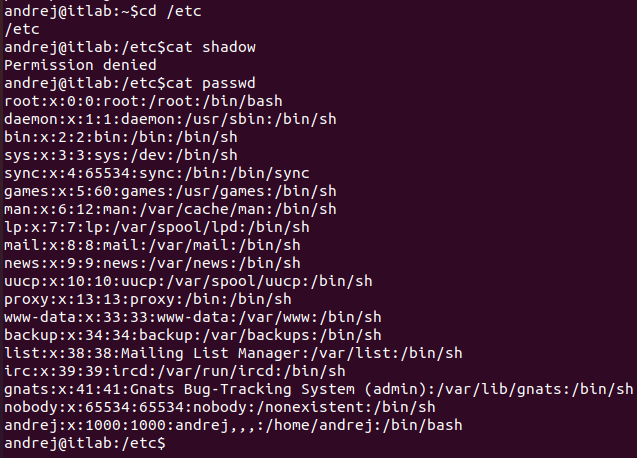 andrej@itlab:~$cd /etc
/etc
andrej@itlab:/etc$cat shadow
Permission denied
andrej@itlab:/etc$cat passwd
root:x:0:0:root:/root:/bin/bash
daemon:x:1:1:daemon:/usr/sbin:/bin/sh
bin:x:2:2:bin:/bin:/bin/sh
sys:x:3:3:sys:/dev:/bin/sh
sync:x:4:65534:sync:/bin:/bin/sync
games:x:5:60:games:/usr/games:/bin/sh
man:x:6:12:man:/var/cache/man:/bin/sh
lp:x:7:7:lp:/var/spool/lpd:/bin/sh
mail:x:8:8:mail:/var/mail:/bin/sh
news:x:9:9:news:/var/news:/bin/sh
uucp:x:10:10:uucp:/var/spool/uucp:/bin/sh
proxy:x:13:13:proxy:/bin:/bin/sh
www-data:x:33:33:www-data:/var/www:/bin/sh
backup:x:34:34:backup:/var/backups:/bin/sh
list:x:38:38:Mailing List Manager:/var/list:/bin/sh
irc:x:39:39:ircd:/var/run/ircd:/bin/sh
gnats:x:41:41:Gnats Bug-Tracking System (admin):/var/lib/gnats:/bin/sh
nobody:x:65534:65534:nobody:/nonexistent:/bin/sh
andrej:x:1000:1000:andrej,,,:/home/andrej:/bin/bash
andrej@itlab:/etc$